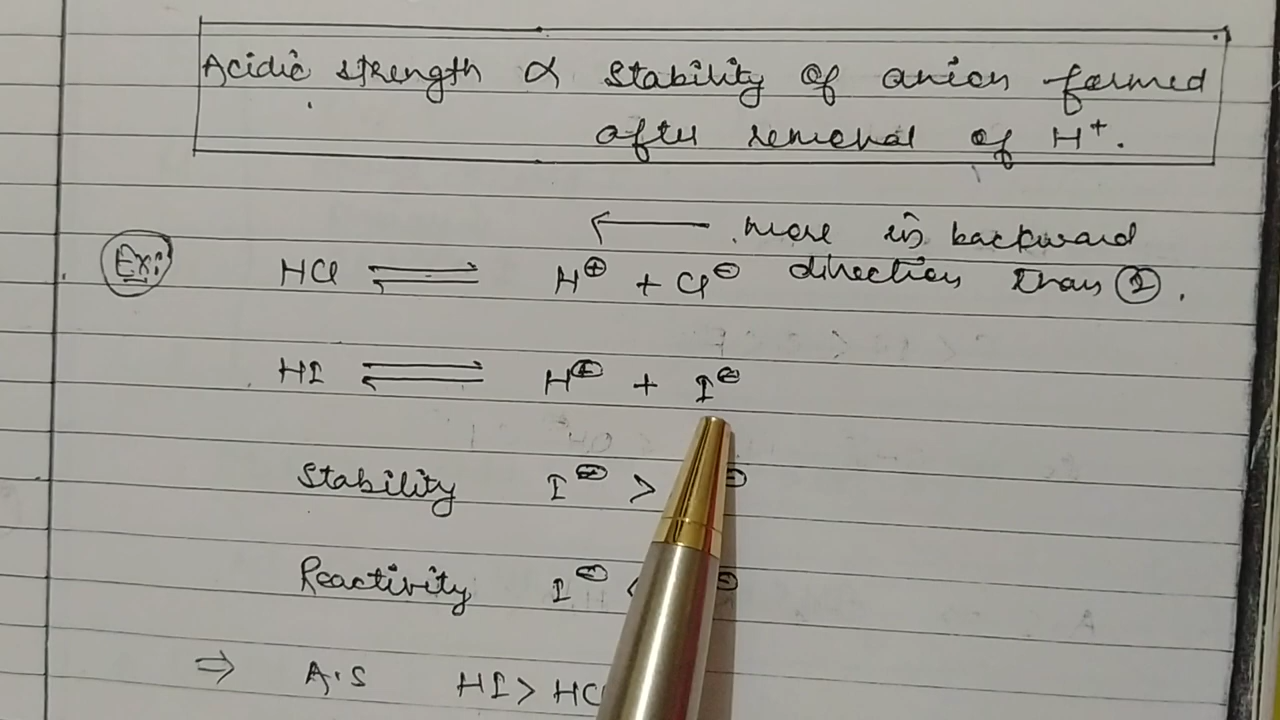 Acidic strength ∝ stability of anion formed
after removal of H⁺.
← more in backward
Ex: HCl ⇌ H⊕ + Cl⊖ direction than ②.
HI ⇌ H⊕ + I⊖
Stability I⊖ >
Reactivity I⊖ <
⇒ A.S HI > HC